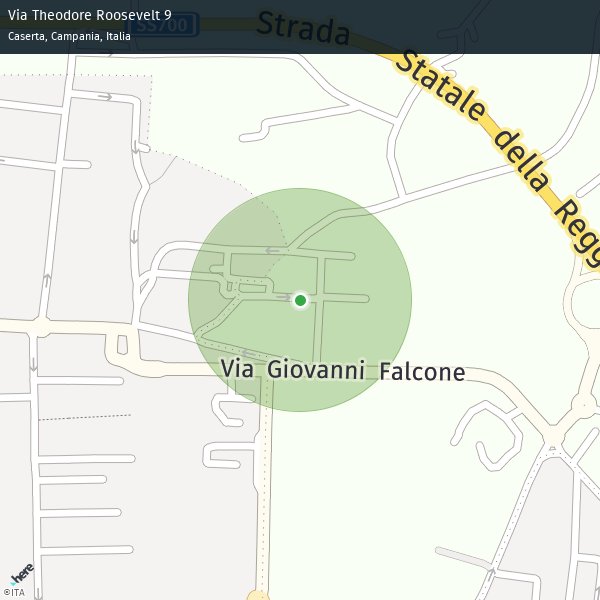 Via Theodore Roosevelt 9
Caserta, Campania, Italia
SS700
Strada Statale della Regg
Via Giovanni Falcone
here
©ITA